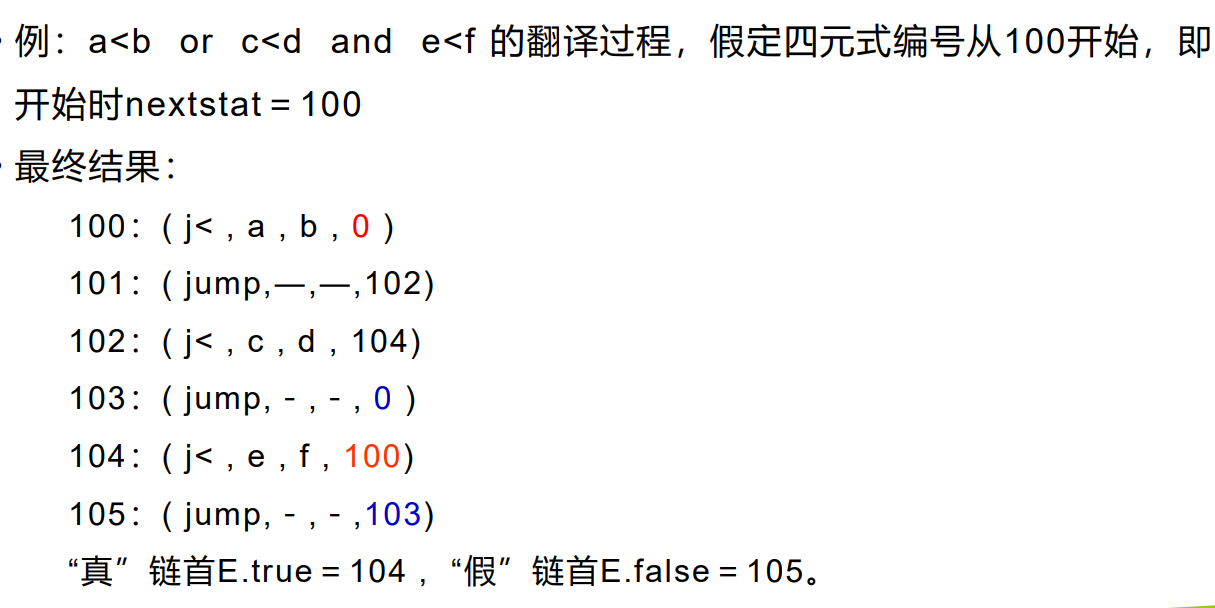 · 例：a<b or c<d and e<f 的翻译过程，假定四元式编号从100开始，即
开始时nextstat = 100
· 最终结果：
100：( j< , a , b , 0 )
101：( jump,—,—,102)
102：( j< , c , d , 104)
103：( jump, - , - , 0 )
104：( j< , e , f , 100)
105：( jump, - , - ,103)
“真”链首E.true = 104 ，“假”链首E.false = 105。